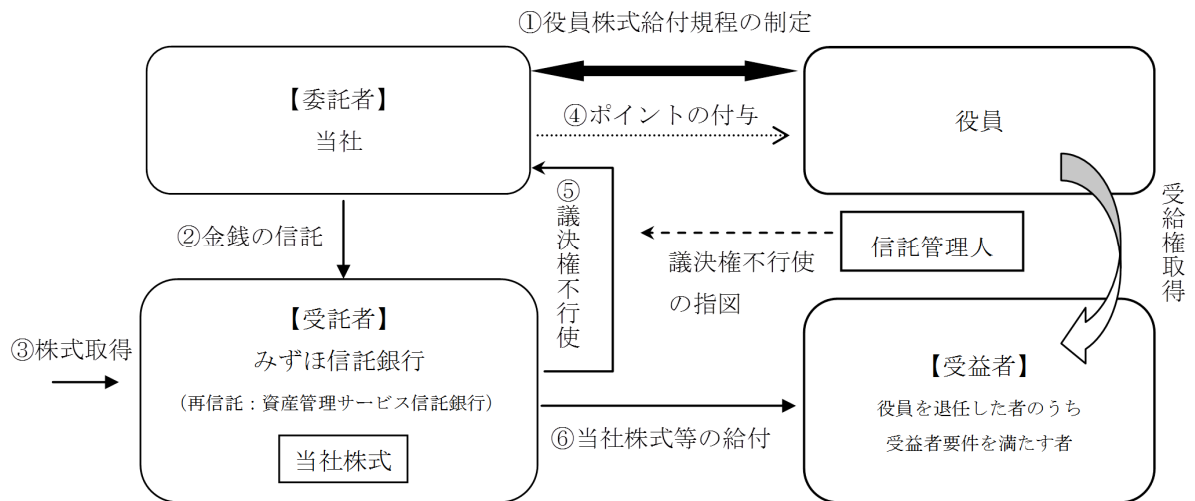 ①役員株式給付規程の制定
【委託者】
当社
④ポイントの付与
役員
②金銭の信託
⑤議決権不行使
議決権不行使
の指図
信託管理人
受給権取得
③株式取得
【受託者】
みずほ信託銀行
(再信託：資産管理サービス信託銀行)
当社株式
⑥当社株式等の給付
【受益者】
役員を退任した者のうち
受益者要件を満たす者